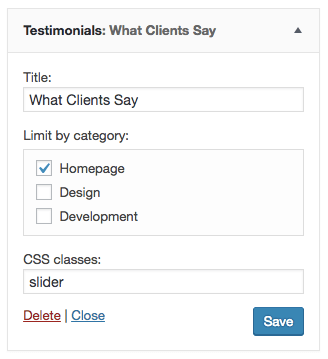 Testimonials: What Clients Say
Title:
What Clients Say
Limit by category:
Homepage
Design
Development
CSS classes:
slider
Delete | Close
Save